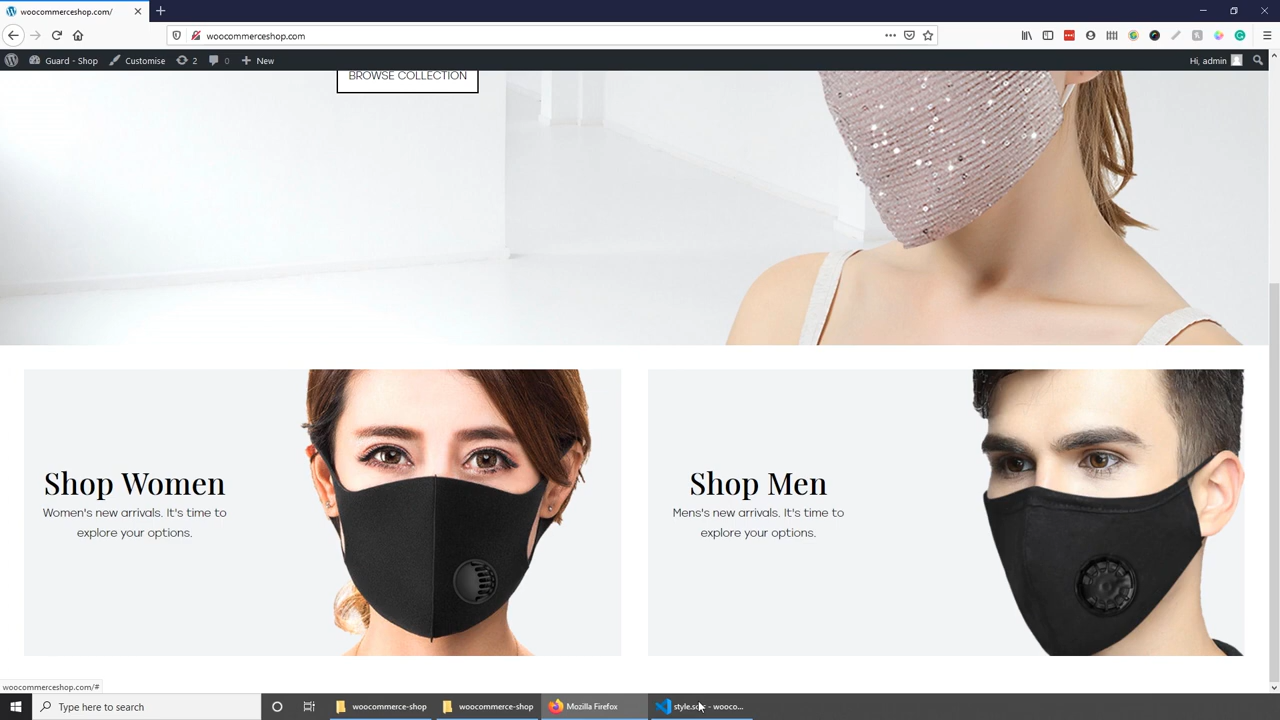 woocommerceshop.com/
woocommerceshop.com
Guard - Shop
Customise
2
0
New
Hi, admin
BROWSE COLLECTION
Shop Women
Women's new arrivals. It's time to
explore your options.
Shop Men
Mens's new arrivals. It's time to
explore your options.
woocommerceshop.com/#
Type here to search
woocommerce-shop
woocommerce-shop
Mozilla Firefox
wooco...